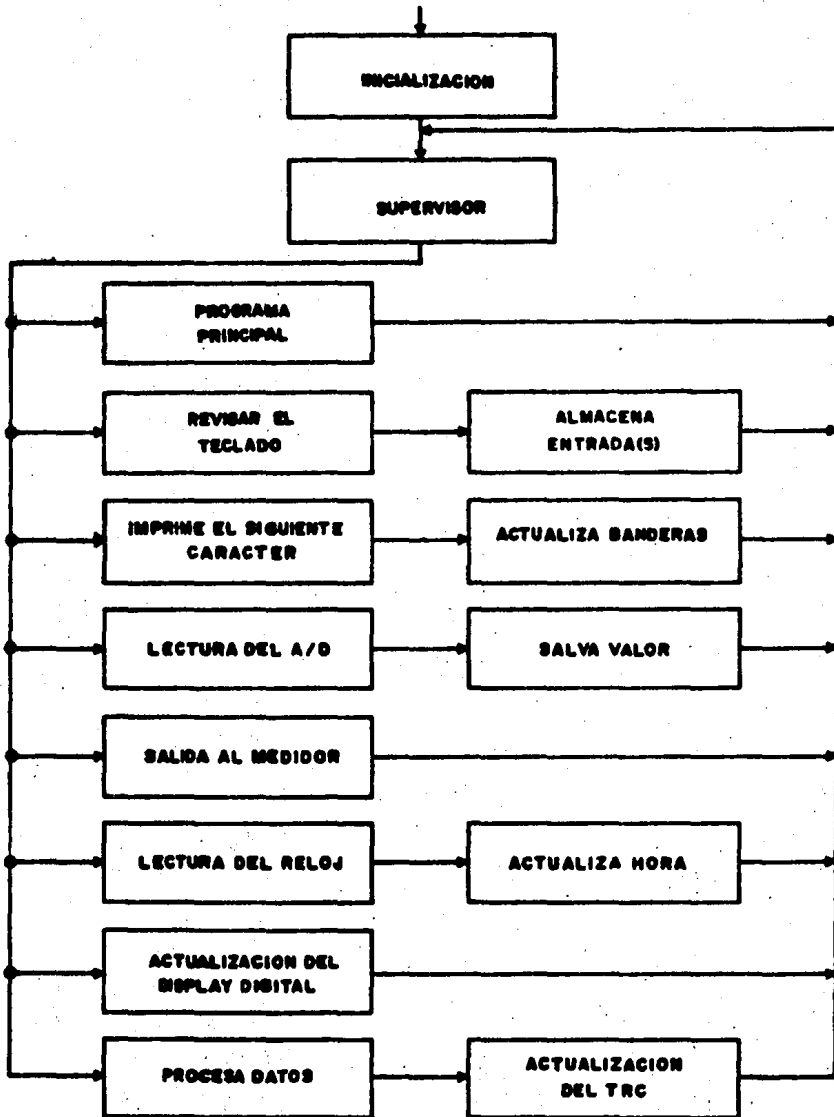 INICIALIZACION
SUPERVISOR
PROGRAMA
PRINCIPAL
REVISAR EL
TECLADO
ALMACENA
ENTRADA(S)
IMPRIME EL SIGUIENTE
CARACTER
ACTUALIZA BANDERAS
LECTURA DEL A/D
SALVA VALOR
SALIDA AL MEDIDOR
LECTURA DEL RELOJ
ACTUALIZA HORA
ACTUALIZACION DEL
DISPLAY DIGITAL
PROCESA DATOS
ACTUALIZACION
DEL TRC